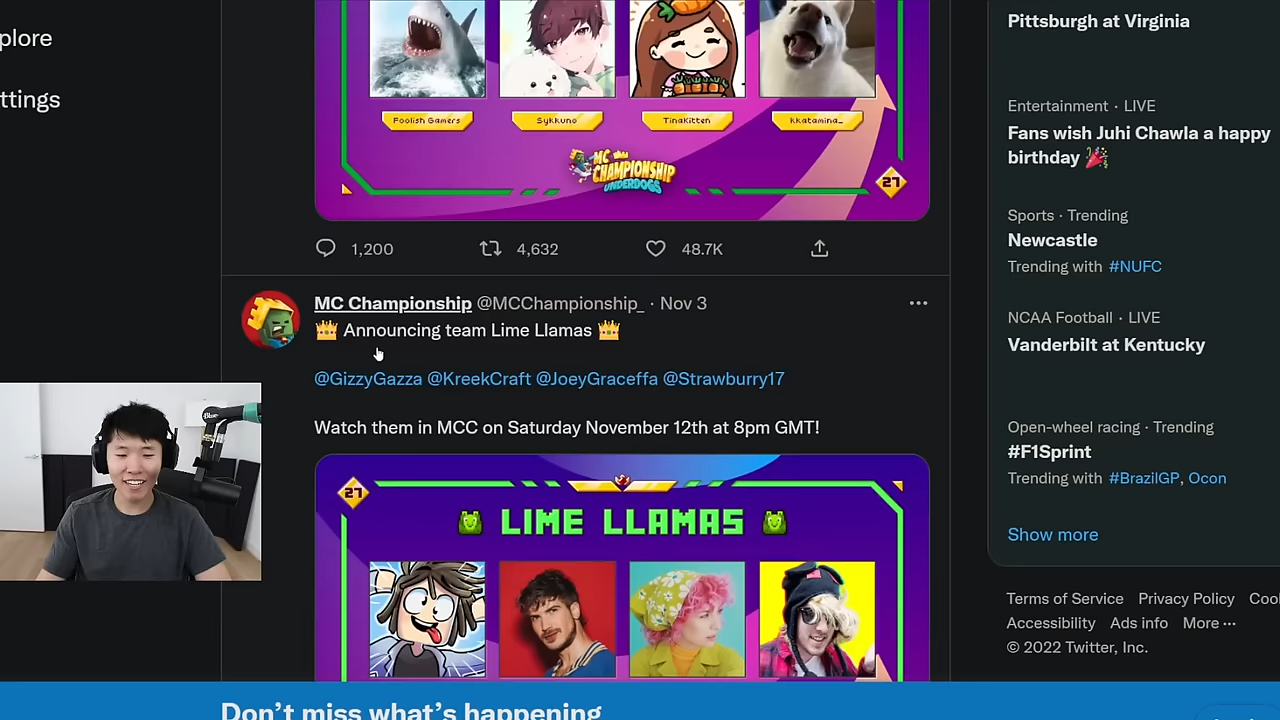 plore
ttings
Foolish Gamers
Sykkuno
TinaKitten
kkatamina_
MC
CHAMPIONSHIP
UNDERDOGS
27
1,200
4,632
48.7K
MC Championship @MCChampionship_ · Nov 3
👑 Announcing team Lime Llamas 👑
@GizzyGazza @KreekCraft @JoeyGraceffa @Strawburry17
Watch them in MCC on Saturday November 12th at 8pm GMT!
27
LIME LLAMAS
Blue
Don't miss what's happening
Pittsburgh at Virginia
Entertainment · LIVE
Fans wish Juhi Chawla a happy
birthday 🎉
Sports · Trending
Newcastle
Trending with #NUFC
NCAA Football · LIVE
Vanderbilt at Kentucky
Open-wheel racing · Trending
#F1Sprint
Trending with #BrazilGP, Ocon
Show more
Terms of Service Privacy Policy Coo
Accessibility Ads info More ···
© 2022 Twitter, Inc.